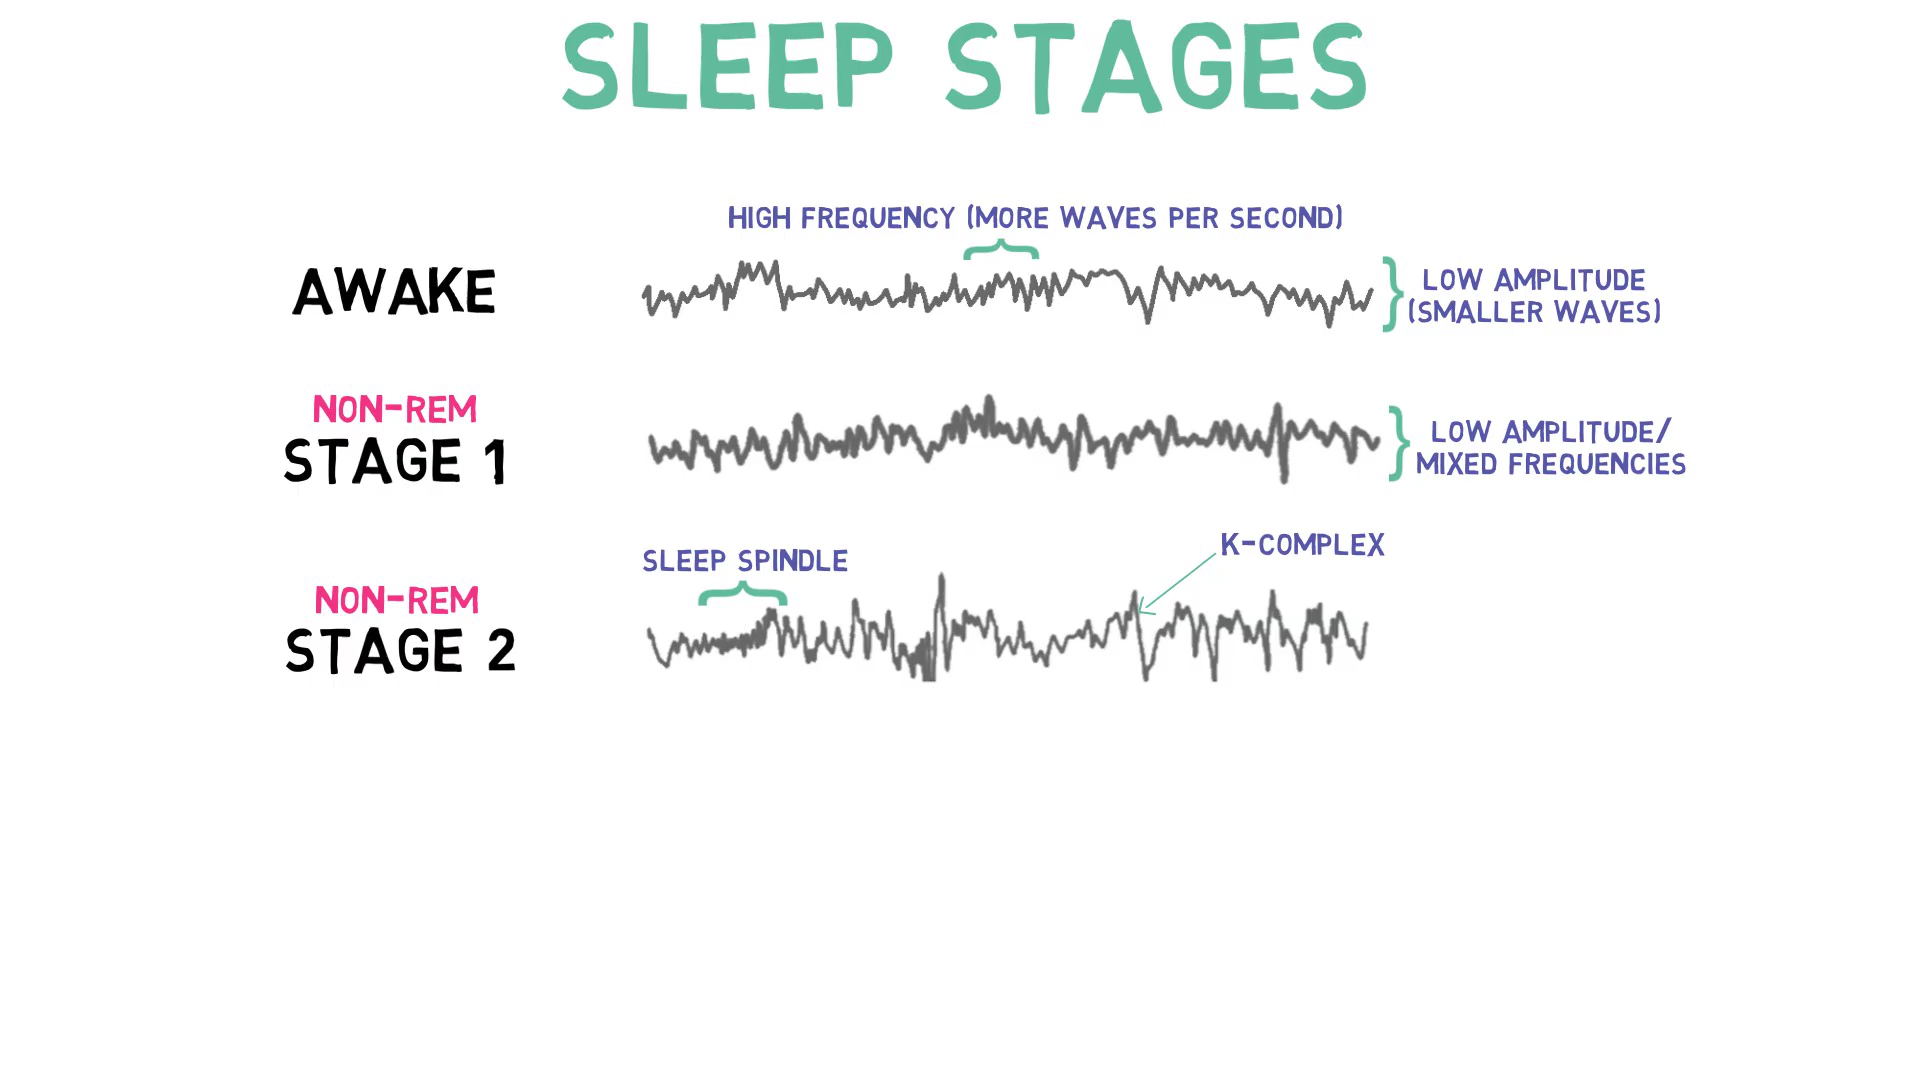 SLEEP STAGES
HIGH FREQUENCY (MORE WAVES PER SECOND)
AWAKE
LOW AMPLITUDE
(SMALLER WAVES)
NON-REM
STAGE 1
LOW AMPLITUDE/
MIXED FREQUENCIES
SLEEP SPINDLE
K-COMPLEX
NON-REM
STAGE 2